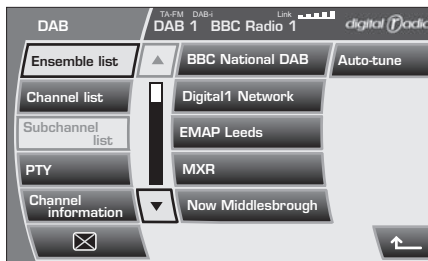 DAB
TA-FM DAB-i Link
DAB 1 BBC Radio 1
digital radio
Ensemble list
BBC National DAB
Auto-tune
Channel list
Digital1 Network
Subchannel
list
EMAP Leeds
PTY
MXR
Channel
information
Now Middlesbrough